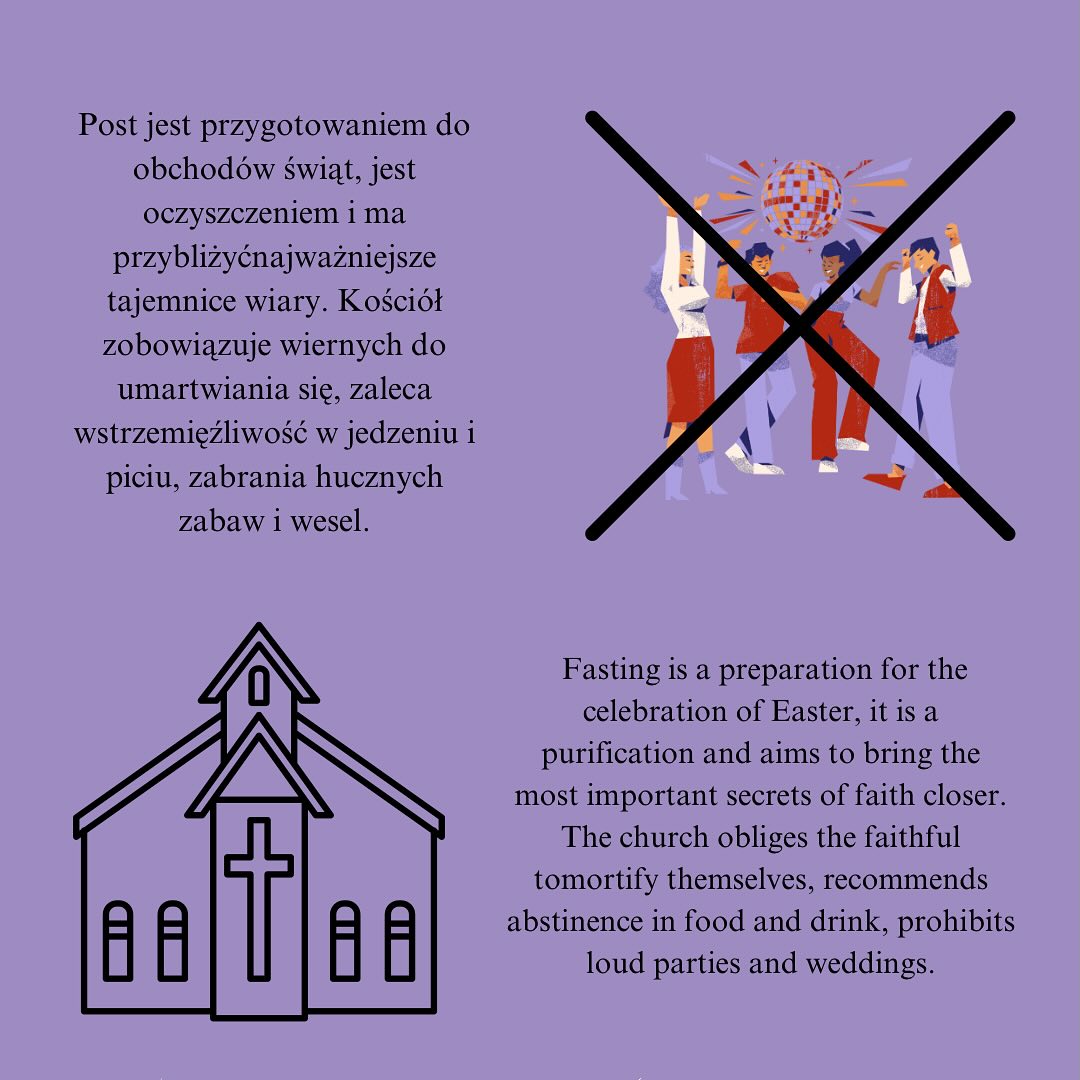 Post jest przygotowaniem do
obchodów świąt, jest
oczyszczeniem i ma
przybliżyćnajważniejsze
tajemnice wiary. Kościół
zobowiązuje wiernych do
umartwiania się, zaleca
wstrzemięźliwość w jedzeniu i
piciu, zabrania hucznych
zabaw i wesel.
Fasting is a preparation for the
celebration of Easter, it is a
purification and aims to bring the
most important secrets of faith closer.
The church obliges the faithful
tomortify themselves, recommends
abstinence in food and drink, prohibits
loud parties and weddings.